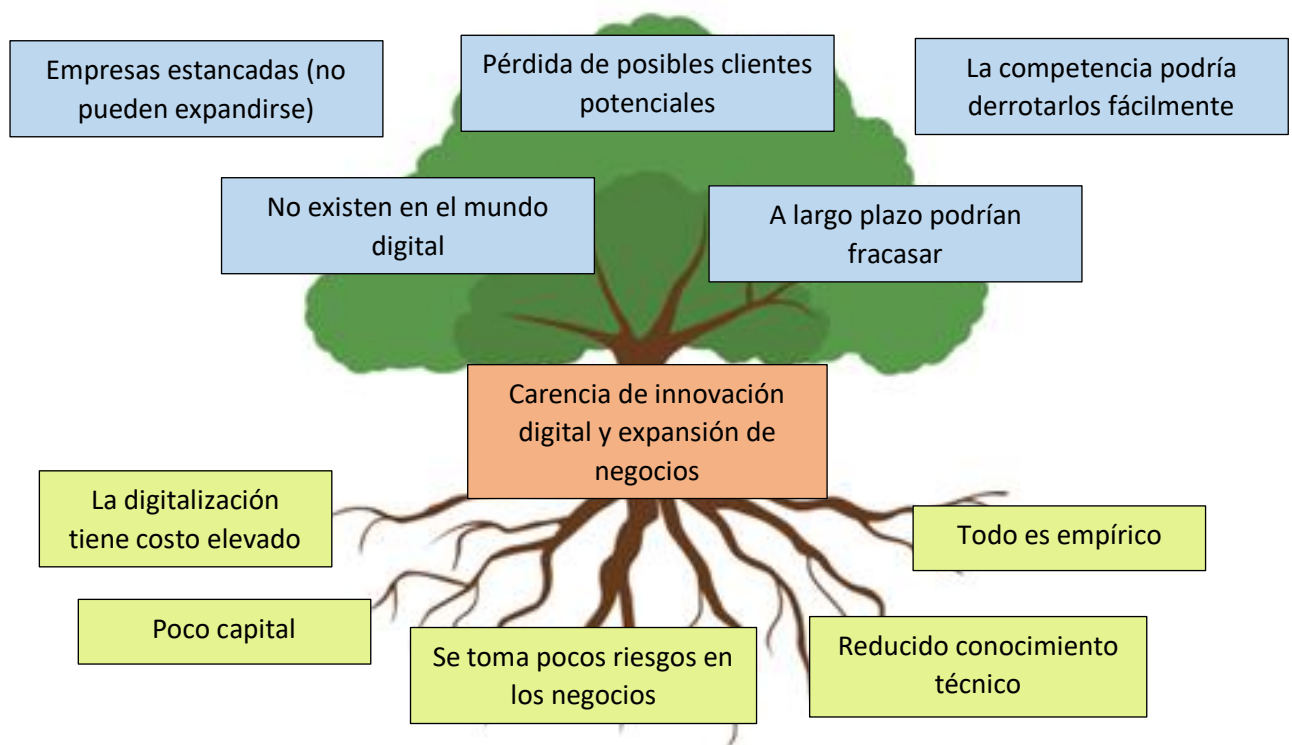 Empresas estancadas (no
pueden expandirse)
Pérdida de posibles clientes
potenciales
La competencia podría
derrotarlos fácilmente
No existen en el mundo
digital
A largo plazo podrían
fracasar
Carencia de innovación
digital y expansión de
negocios
La digitalización
tiene costo elevado
Todo es empírico
Poco capital
Se toma pocos riesgos en
los negocios
Reducido conocimiento
técnico